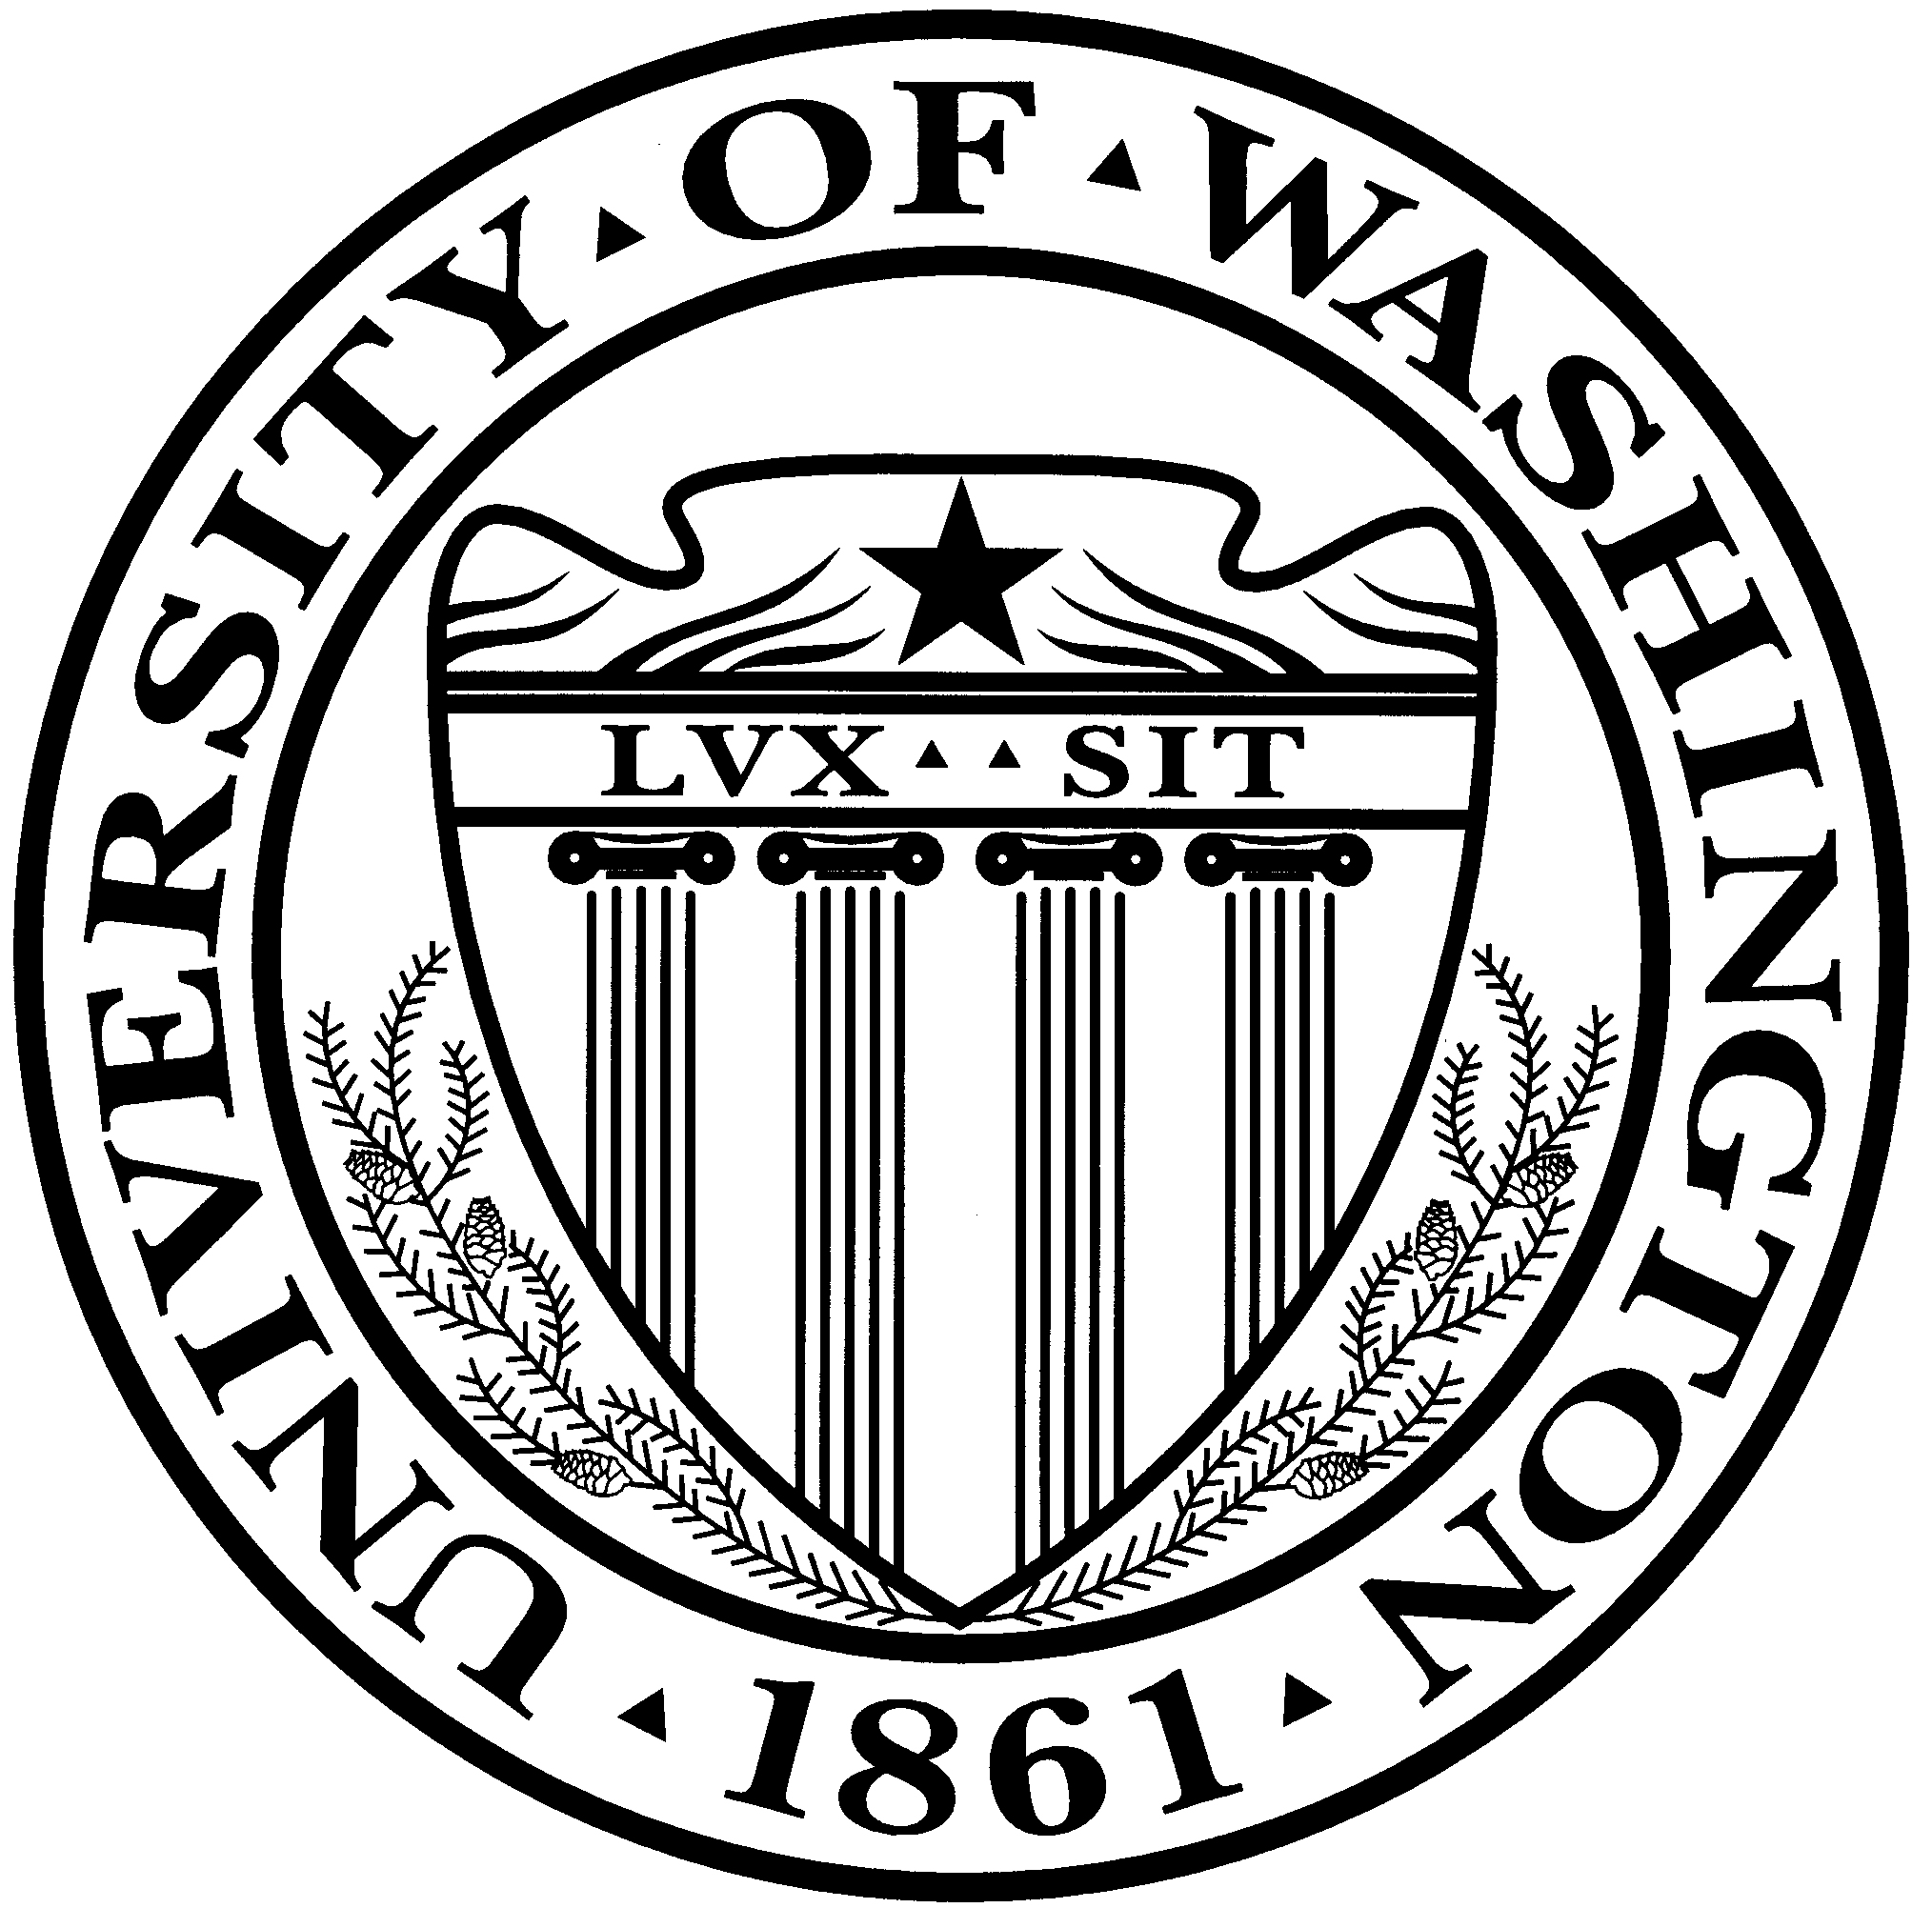 UNIVERSITY ▲ OF ▲ WASHINGTON
LVX ▲ ▲ SIT
▲ 1861 ▲